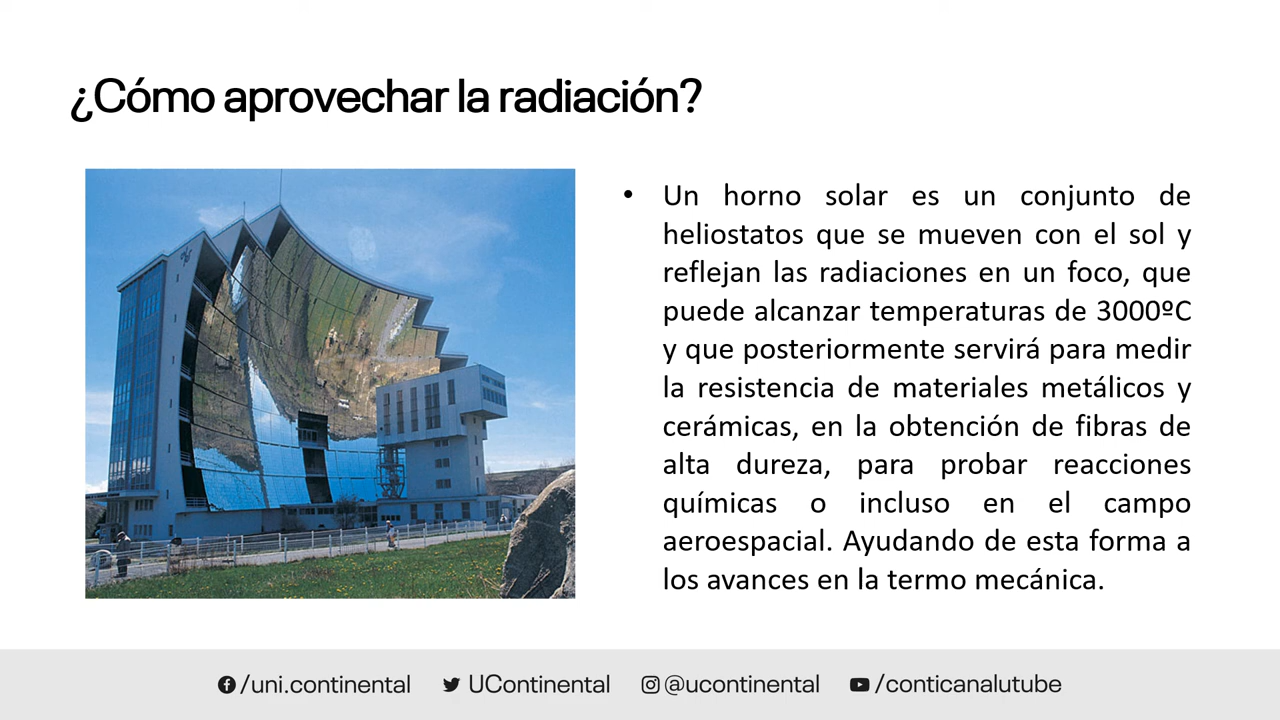 ¿Cómo aprovechar la radiación?
• Un horno solar es un conjunto de
heliostatos que se mueven con el sol y
reflejan las radiaciones en un foco, que
puede alcanzar temperaturas de 3000ºC
y que posteriormente servirá para medir
la resistencia de materiales metálicos y
cerámicas, en la obtención de fibras de
alta dureza, para probar reacciones
químicas o incluso en el campo
aeroespacial. Ayudando de esta forma a
los avances en la termo mecánica.
/uni.continental UContinental @ucontinental /conticanalutube